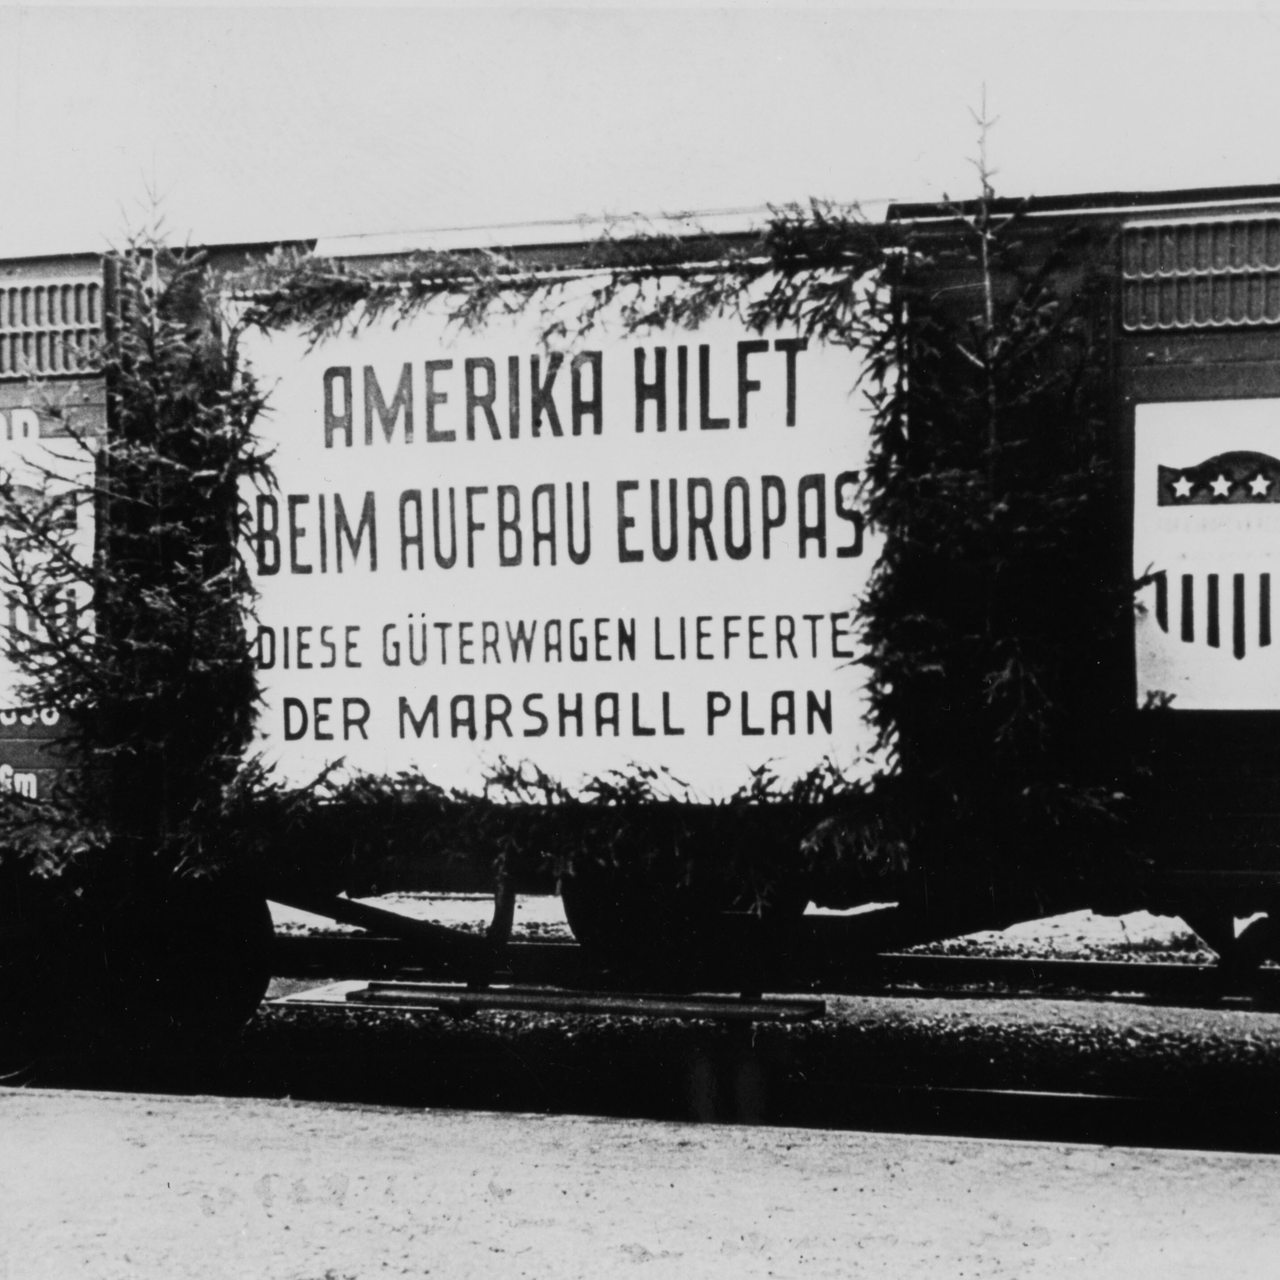 AMERIKA HILFT
BEIM AUFBAU EUROPAS
DIESE GÜTERWAGEN LIEFERTE
DER MARSHALL PLAN